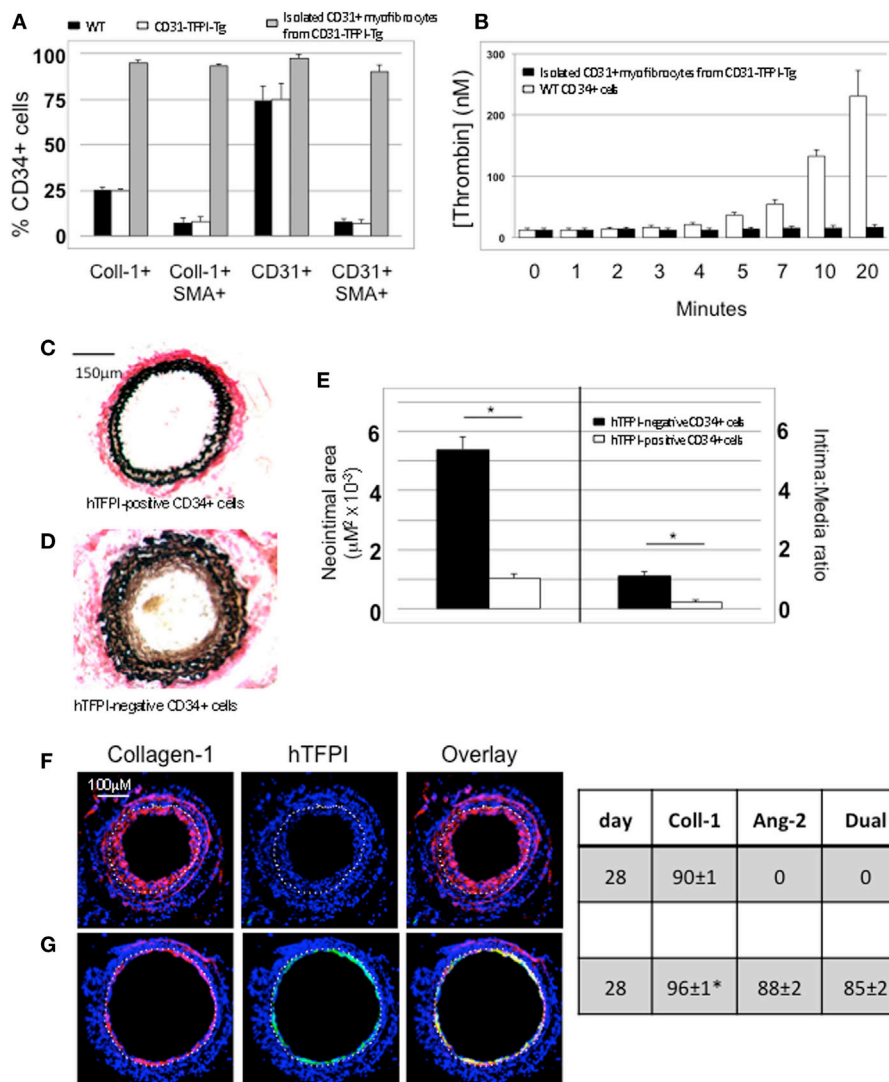 A
WT
CD31-TFPI-Tg
Isolated CD31+ myofibrocytes
from CD31-TFPI-Tg
% CD34+ cells
100
75
50
25
0
Coll-1+
Coll-1+
SMA+
CD31+
CD31+
SMA+
B
Isolated CD31+ myofibrocytes from CD31-TFPI-Tg
WT CD34+ cells
[Thrombin] (nM)
300
200
100
0
0 1 2 3 4 5 7 10 20
Minutes
C
150µm
hTFPI-positive CD34+ cells
D
hTFPI-negative CD34+ cells
E
Neointimal area
(µM² x 10⁻³)
6
4
2
0
*
*
hTFPI-negative CD34+ cells
hTFPI-positive CD34+ cells
6
4
2
0
Intima:Media ratio
F
Collagen-1 hTFPI Overlay
100µM
G
day Coll-1 Ang-2 Dual
28 90±1 0 0
28 96±1* 88±2 85±2